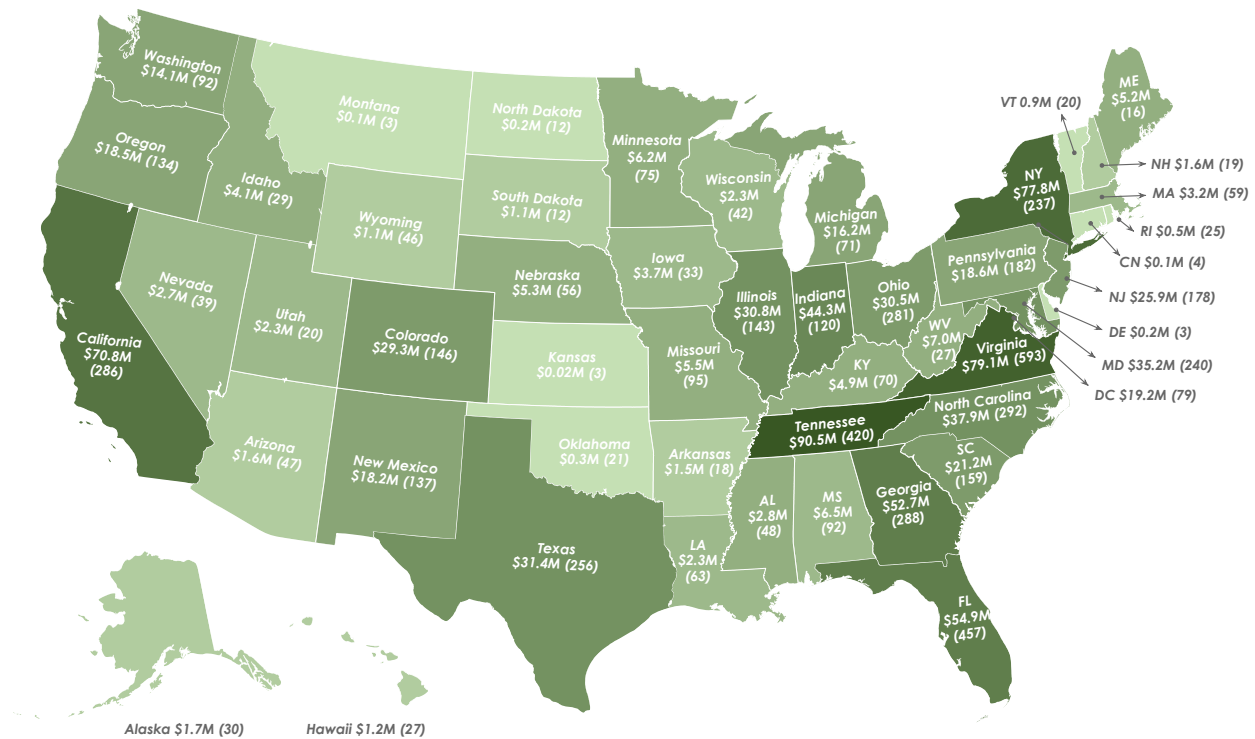 Washington
$14.1M (92)
Oregon
$18.5M (134)
Idaho
$4.1M (29)
Montana
$0.1M (3)
North Dakota
$0.2M (12)
South Dakota
$1.1M (12)
Wyoming
$1.1M (46)
Nebraska
$5.3M (56)
Minnesota
$6.2M
(75)
Wisconsin
$2.3M
(42)
Michigan
$16.2M
(71)
Iowa
$3.7M (33)
Nevada
$2.7M (39)
Utah
$2.3M (20)
Colorado
$29.3M (146)
California
$70.8M
(286)
Kansas
$0.02M (3)
Missouri
$5.5M
(95)
Illinois
$30.8M
(143)
Indiana
$44.3M
(120)
Ohio
$30.5M
(281)
Pennsylvania
$18.6M (182)
NY
$77.8M
(237)
VT 0.9M (20)
ME
$5.2M
(16)
NH $1.6M (19)
MA $3.2M (59)
RI $0.5M (25)
CN $0.1M (4)
NJ $25.9M (178)
DE $0.2M (3)
MD $35.2M (240)
DC $19.2M (79)
WV
$7.0M
(27)
Virginia
$79.1M (593)
KY
$4.9M (70)
North Carolina
$37.9M (292)
Tennessee
$90.5M (420)
SC
$21.2M
(159)
Arizona
$1.6M (47)
New Mexico
$18.2M (137)
Oklahoma
$0.3M (21)
Arkansas
$1.5M (18)
Texas
$31.4M (256)
LA
$2.3M
(63)
AL
$2.8M
(48)
MS
$6.5M
(92)
Georgia
$52.7M
(288)
FL
$54.9M
(457)
Alaska $1.7M (30)
Hawaii $1.2M (27)